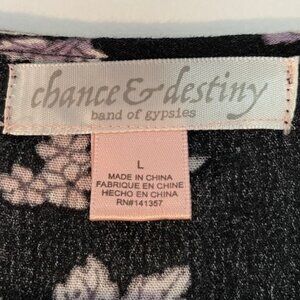 chance & destiny
band of gypsies
L
MADE IN CHINA
FABRIQUE EN CHINE
HECHO EN CHINA
RN#141357